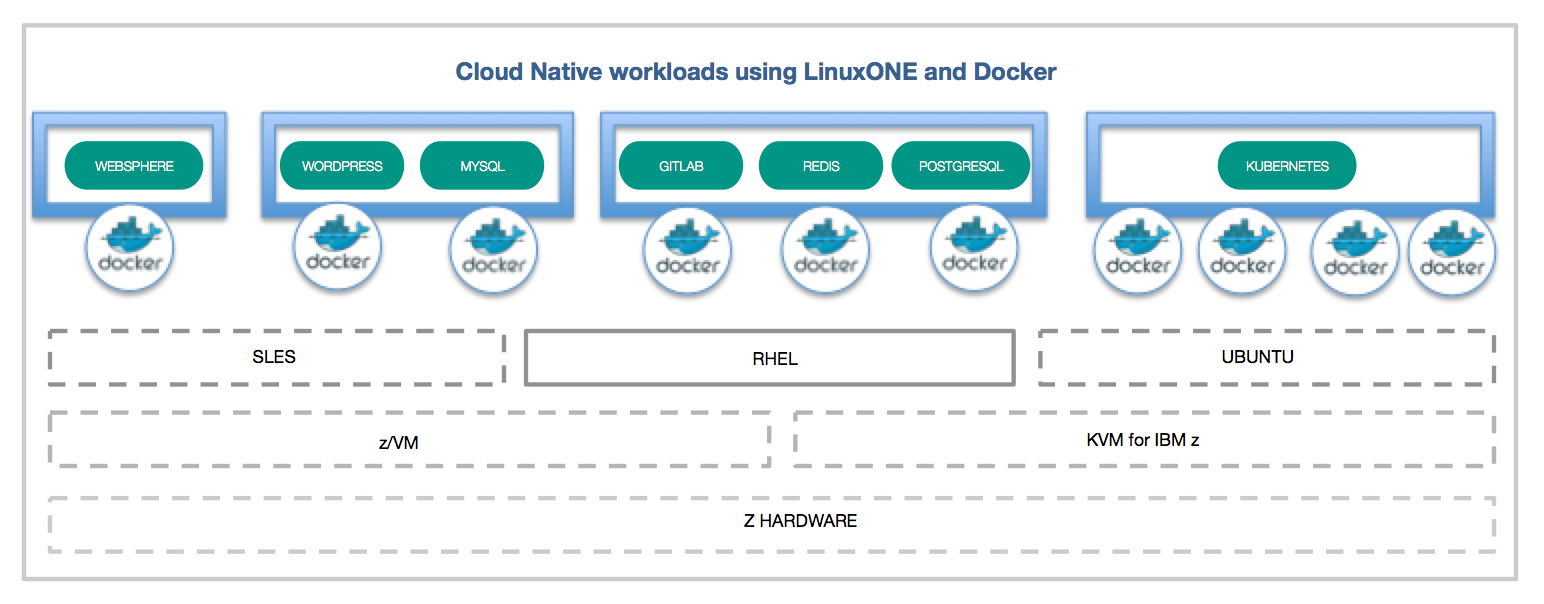 Cloud Native workloads using LinuxONE and Docker
WEBSPHERE
WORDPRESS
MYSQL
GITLAB
REDIS
POSTGRESQL
KUBERNETES
docker
docker
docker
docker
docker
docker
docker
docker
docker
docker
SLES
RHEL
UBUNTU
z/VM
KVM for IBM z
Z HARDWARE